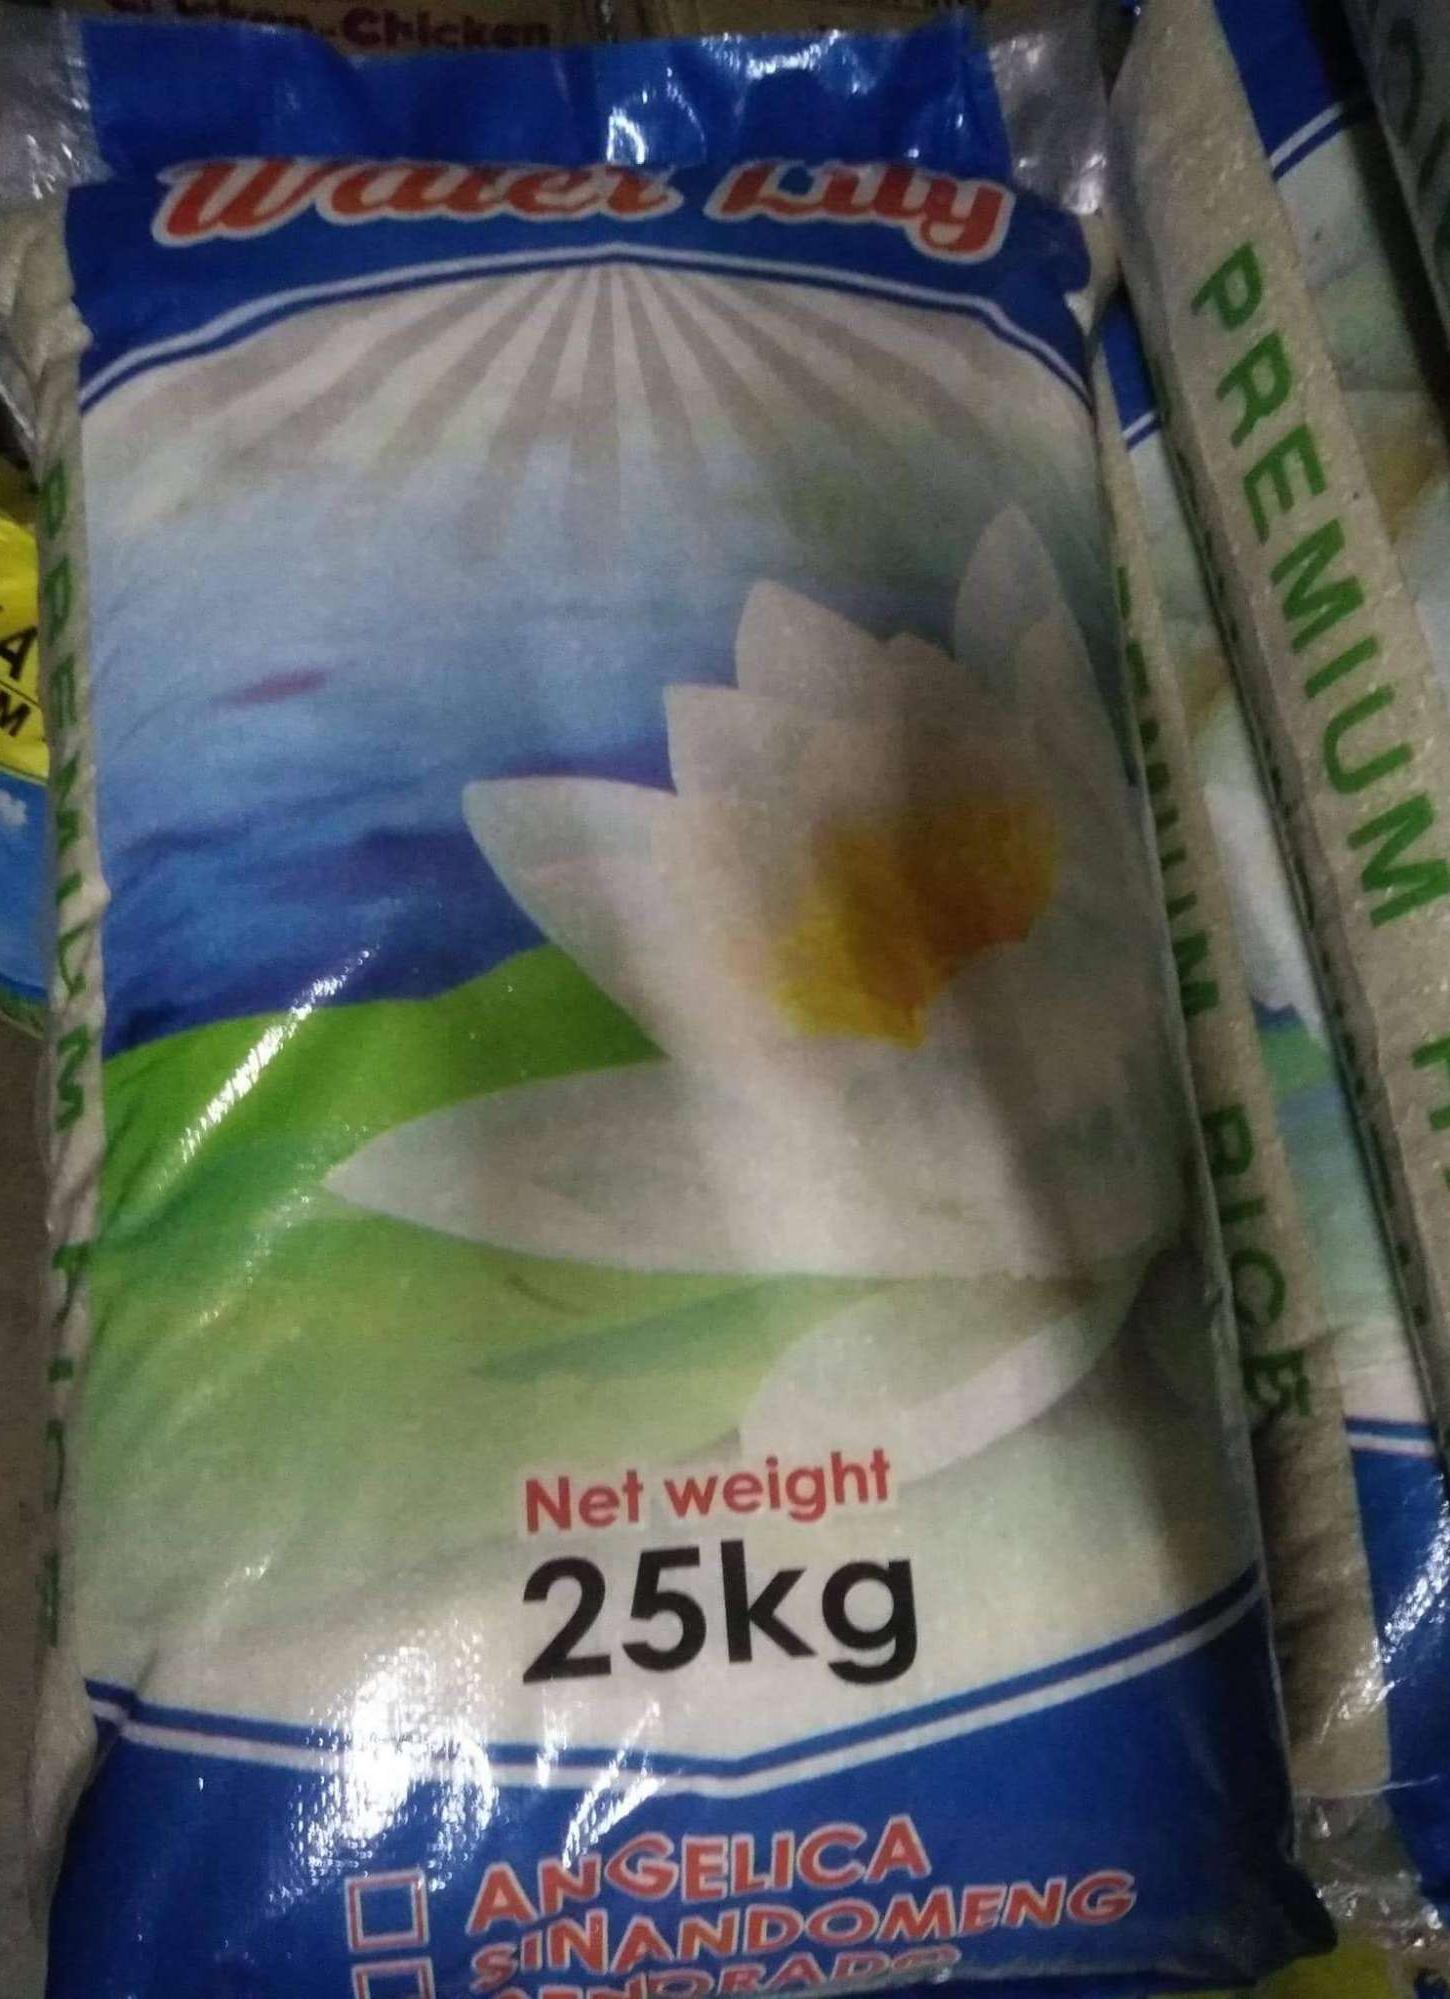 Chicken
Water Lily
PREMIUM
PREMIUM RICE
PREMIUM
A
M
Net weight
25kg
ANGELICA
SINANDOMENG